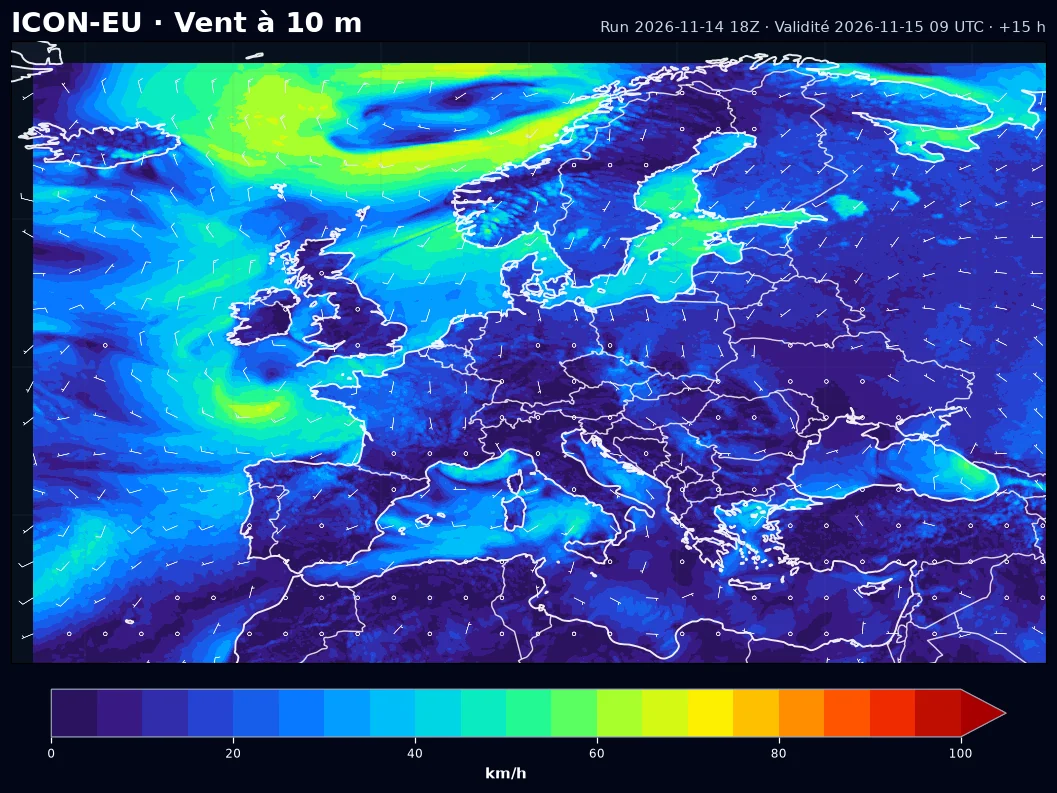 ICON-EU · Vent à 10 m
Run 2026-11-14 18Z · Validité 2026-11-15 09 UTC · +15 h
0 20 40 60 80 100
km/h